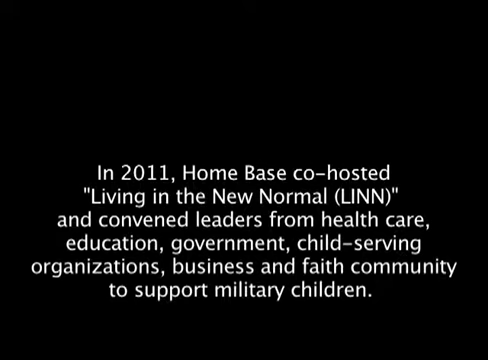 In 2011, Home Base co-hosted
"Living in the New Normal (LINN)"
and convened leaders from health care,
education, government, child-serving
organizations, business and faith community
to support military children.